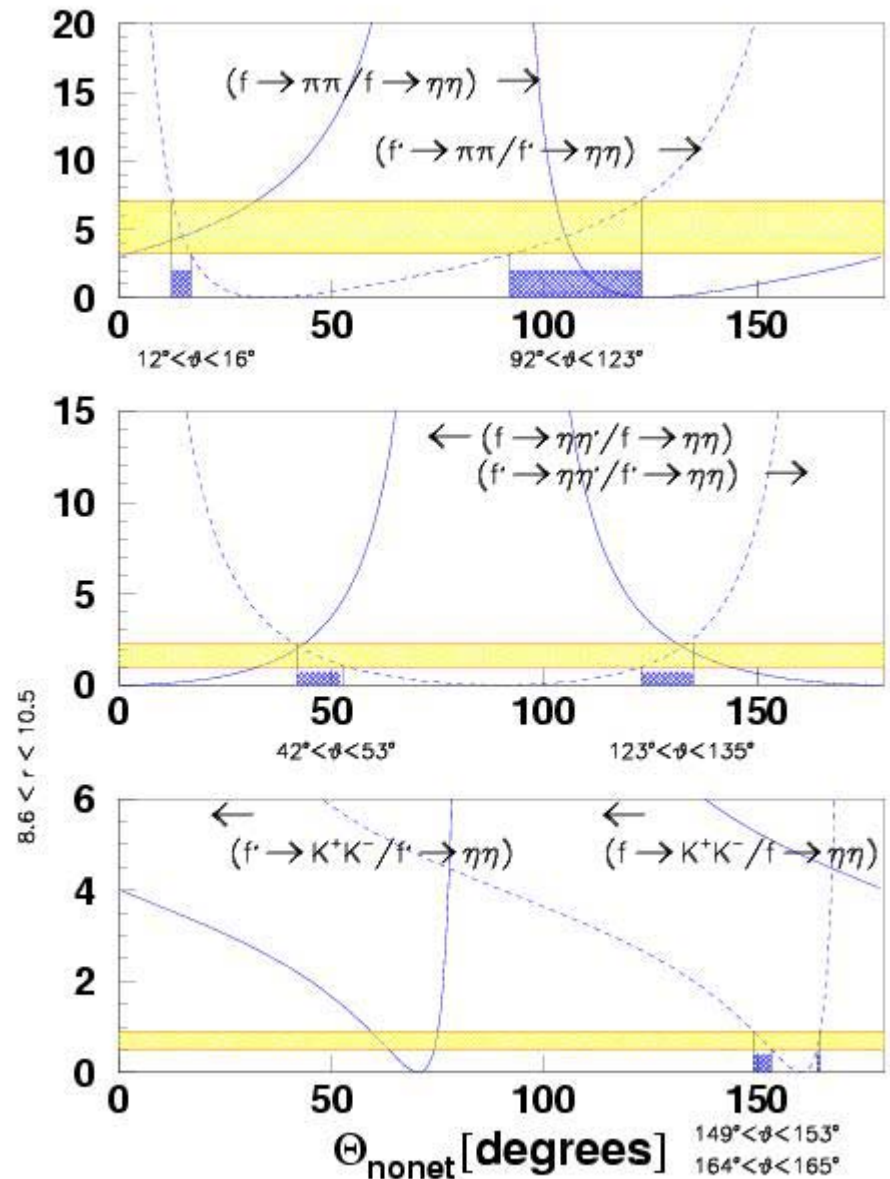 20
(f → ππ/f → ηη) →
15
(f' → ππ/f' → ηη) →
10
5
0
0 50 100 150
12°<ϑ<16° 92°<ϑ<123°
15
← (f → ηη'/f → ηη)
(f' → ηη'/f' → ηη) →
10
5
0
0 50 100 150
42°<ϑ<53° 123°<ϑ<135°
8.6 < r < 10.5
6
← ←
(f' → K⁺K⁻/f' → ηη) (f → K⁺K⁻/f → ηη)
4
2
0
0 50 100 150
Θnonet [degrees]
149°<ϑ<153°
164°<ϑ<165°